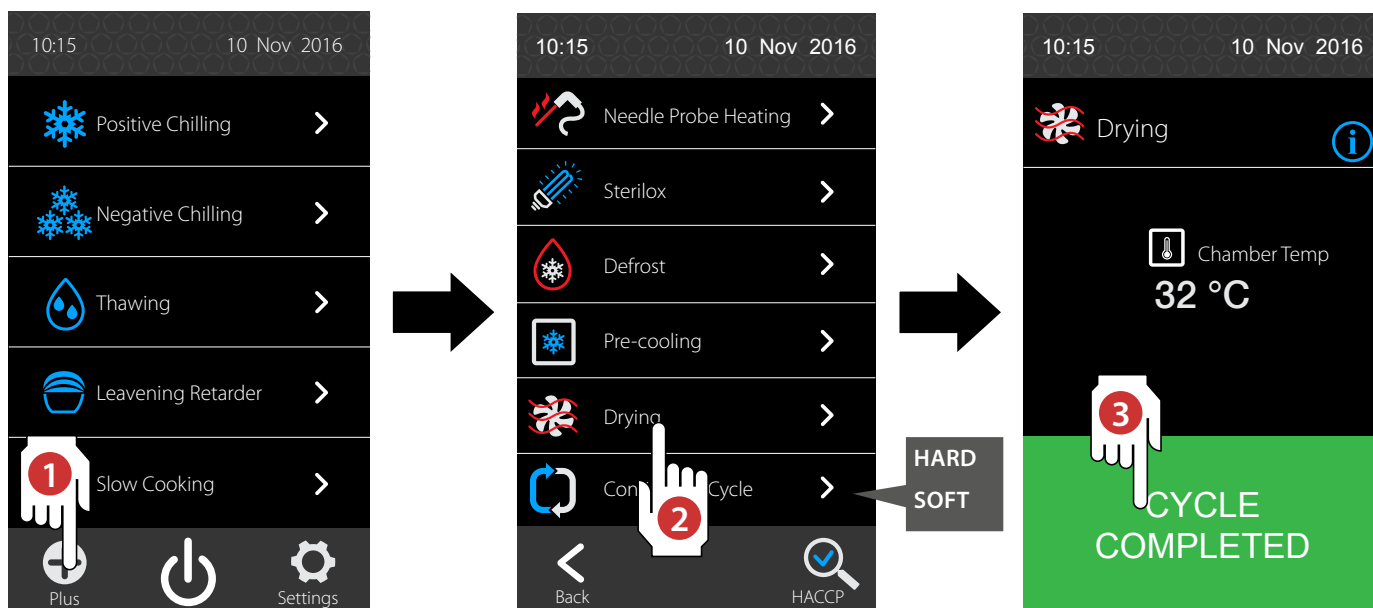 10:15 10 Nov 2016
Positive Chilling
Negative Chilling
Thawing
Leavening Retarder
Slow Cooking
1
Plus
Settings
10:15 10 Nov 2016
Needle Probe Heating
Sterilox
Defrost
Pre-cooling
Drying
Cycle
2
HARD
SOFT
Back
HACCP
10:15 10 Nov 2016
Drying
i
Chamber Temp
32 °C
3
CYCLE
COMPLETED